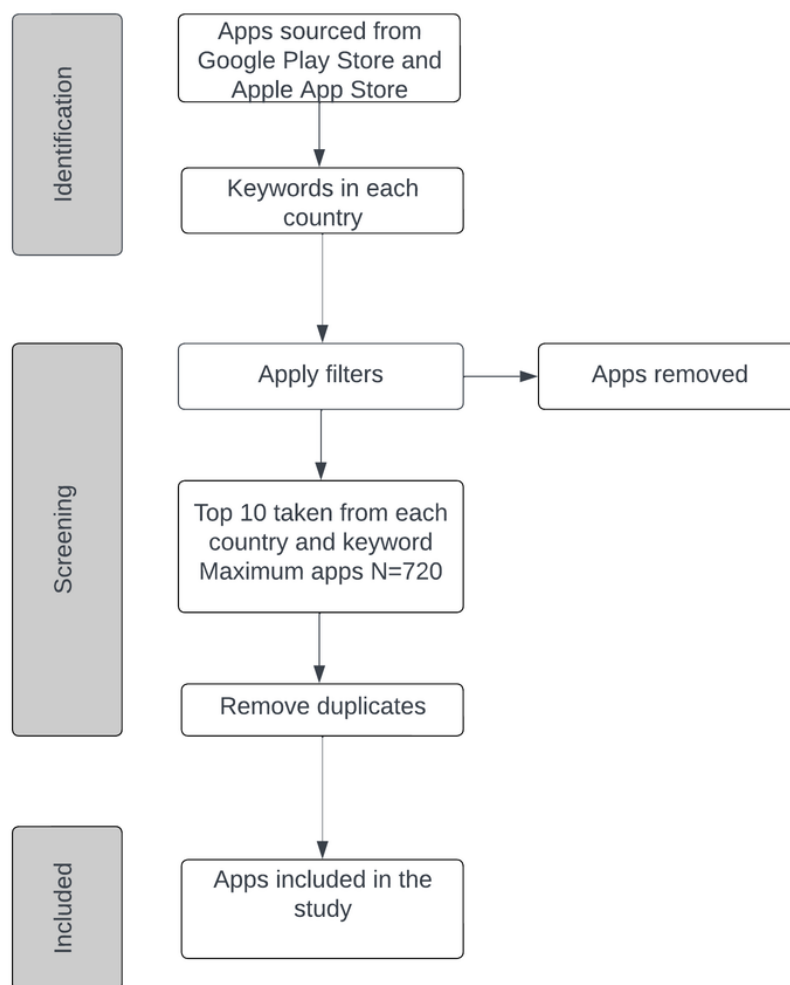 Identification
Apps sourced from
Google Play Store and
Apple App Store
Keywords in each
country
Screening
Apply filters
Apps removed
Top 10 taken from each
country and keyword
Maximum apps N=720
Remove duplicates
Included
Apps included in the
study